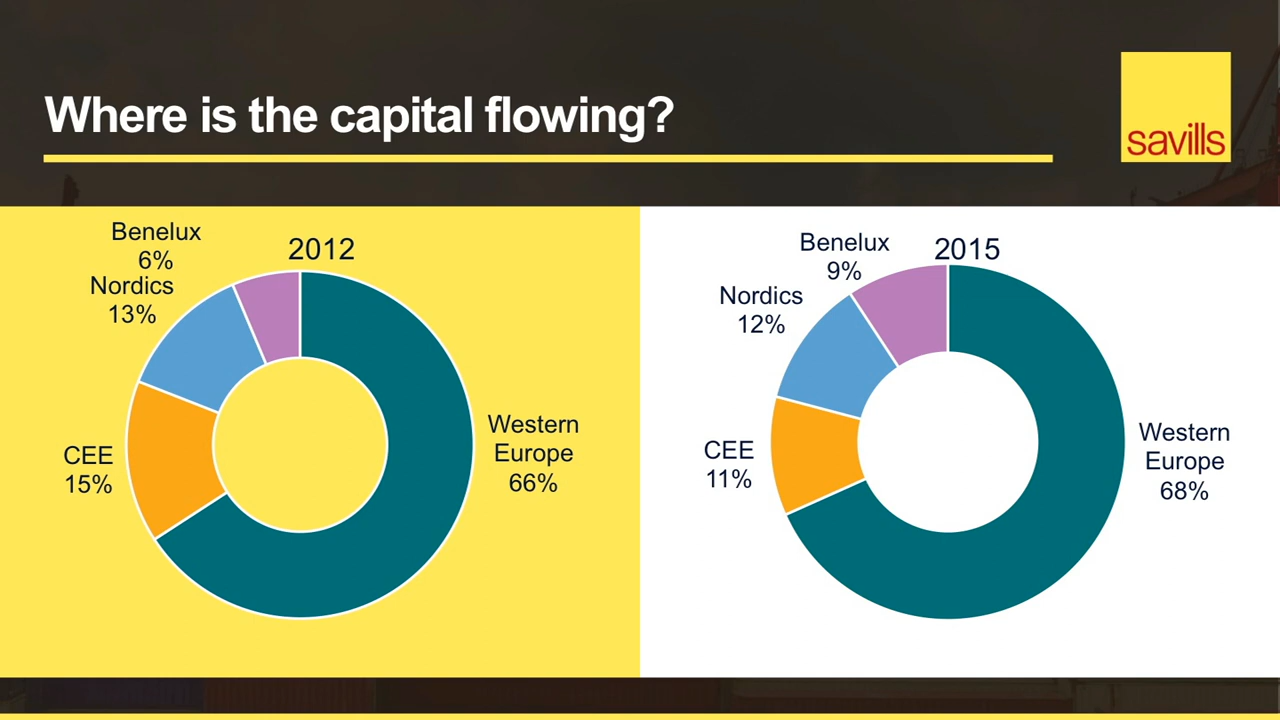 Where is the capital flowing?
savills
2012
Benelux
6%
Nordics
13%
CEE
15%
Western
Europe
66%
2015
Benelux
9%
Nordics
12%
CEE
11%
Western
Europe
68%